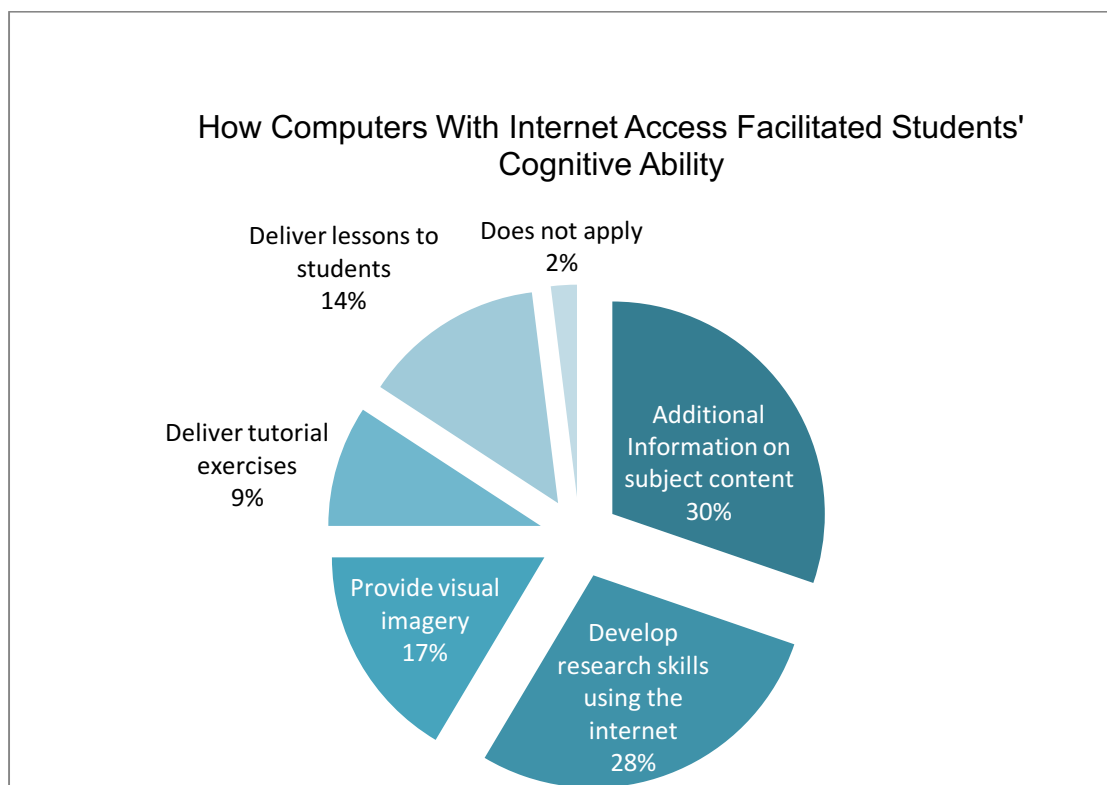 How Computers With Internet Access Facilitated Students'
Cognitive Ability
Does not apply
2%
Deliver lessons to
students
14%
Additional
Information on
subject content
30%
Deliver tutorial
exercises
9%
Provide visual
imagery
17%
Develop
research skills
using the
internet
28%